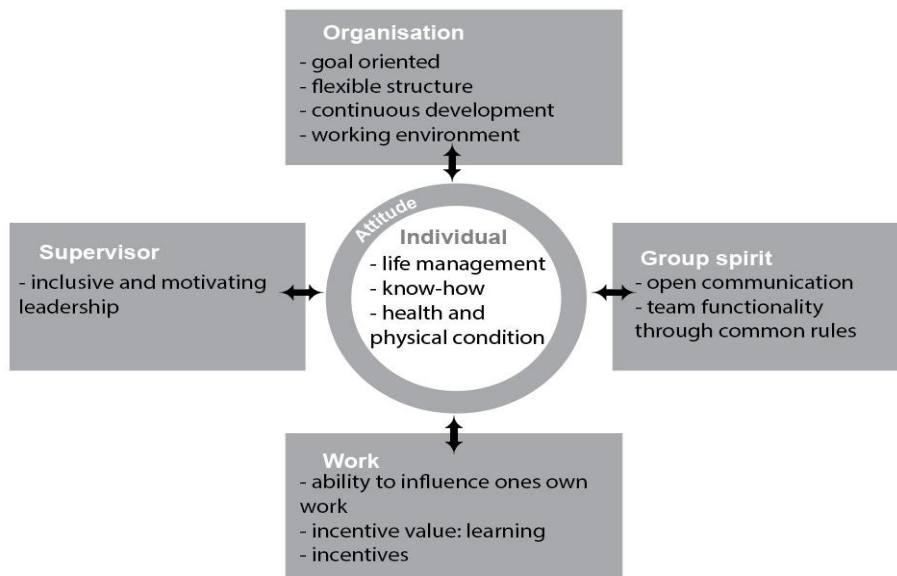 Organisation
- goal oriented
- flexible structure
- continuous development
- working environment
Attitude
Supervisor
- inclusive and motivating
leadership
Individual
- life management
- know-how
- health and
physical condition
Group spirit
- open communication
- team functionality
through common rules
Work
- ability to influence ones own
work
- incentive value: learning
- incentives